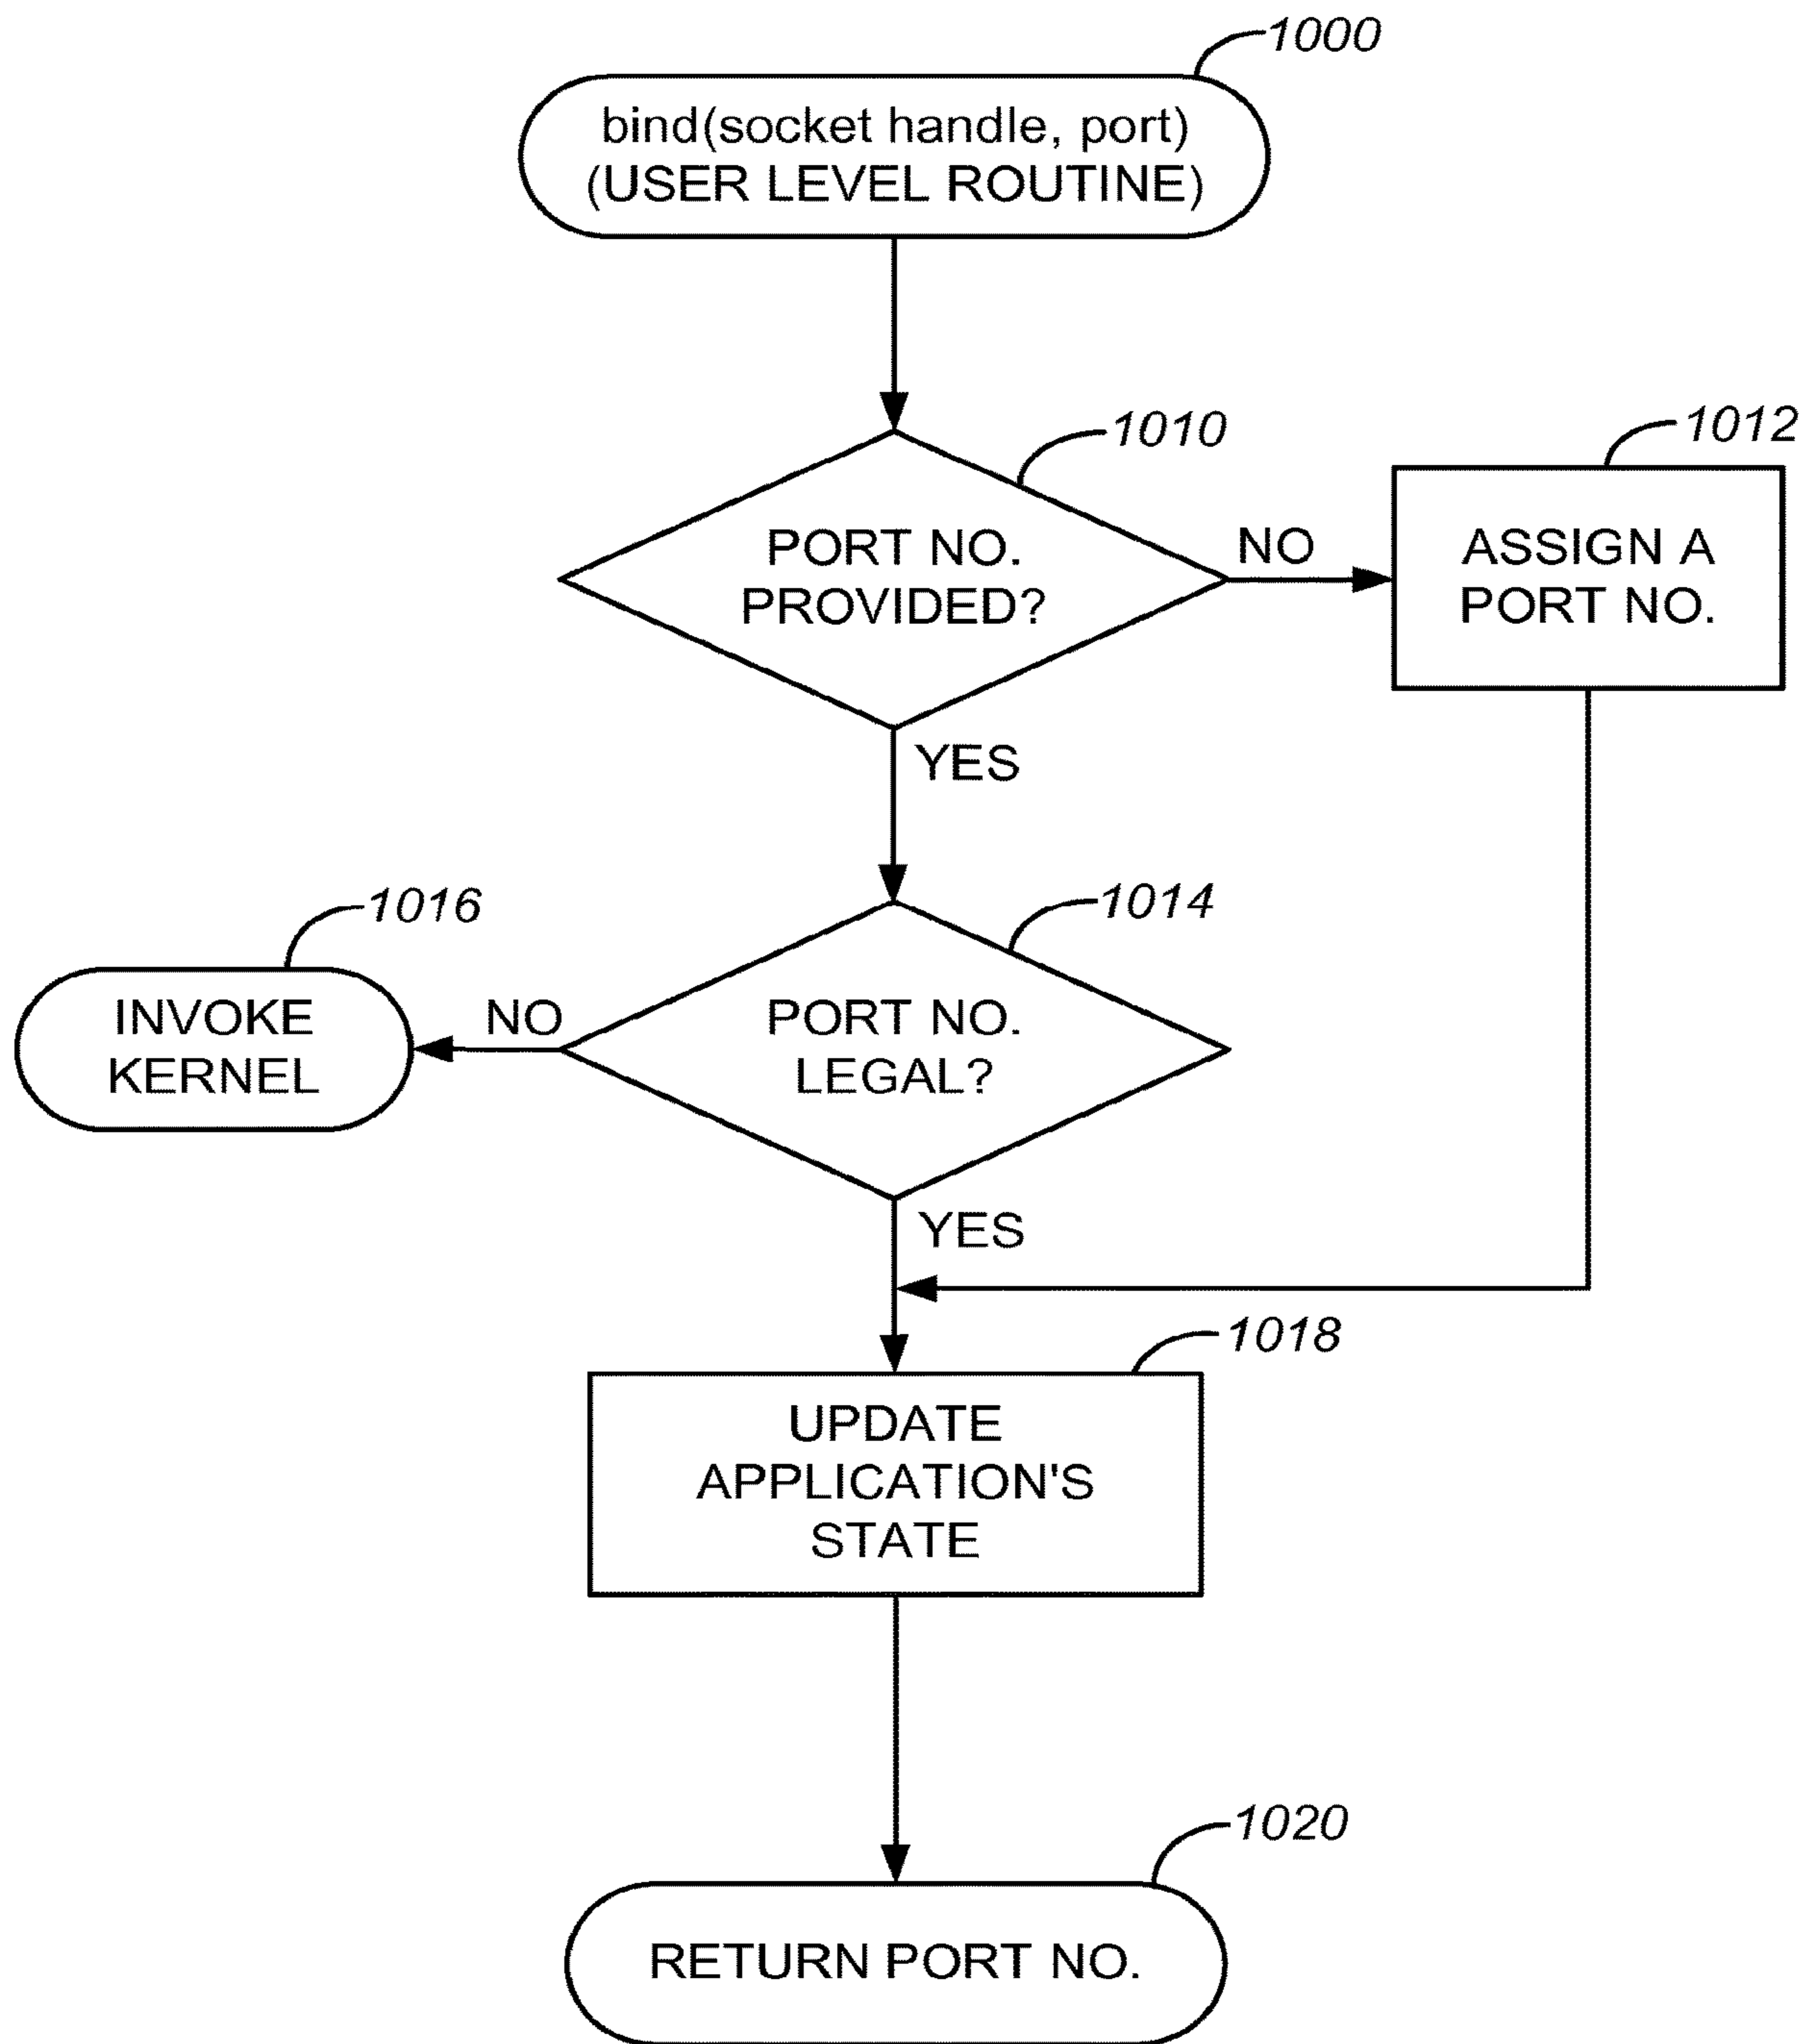 1000
bind(socket handle, port)
(USER LEVEL ROUTINE)
1010
PORT NO.
PROVIDED?
NO
1012
ASSIGN A
PORT NO.
YES
1014
PORT NO.
LEGAL?
NO
1016
INVOKE
KERNEL
YES
1018
UPDATE
APPLICATION'S
STATE
1020
RETURN PORT NO.